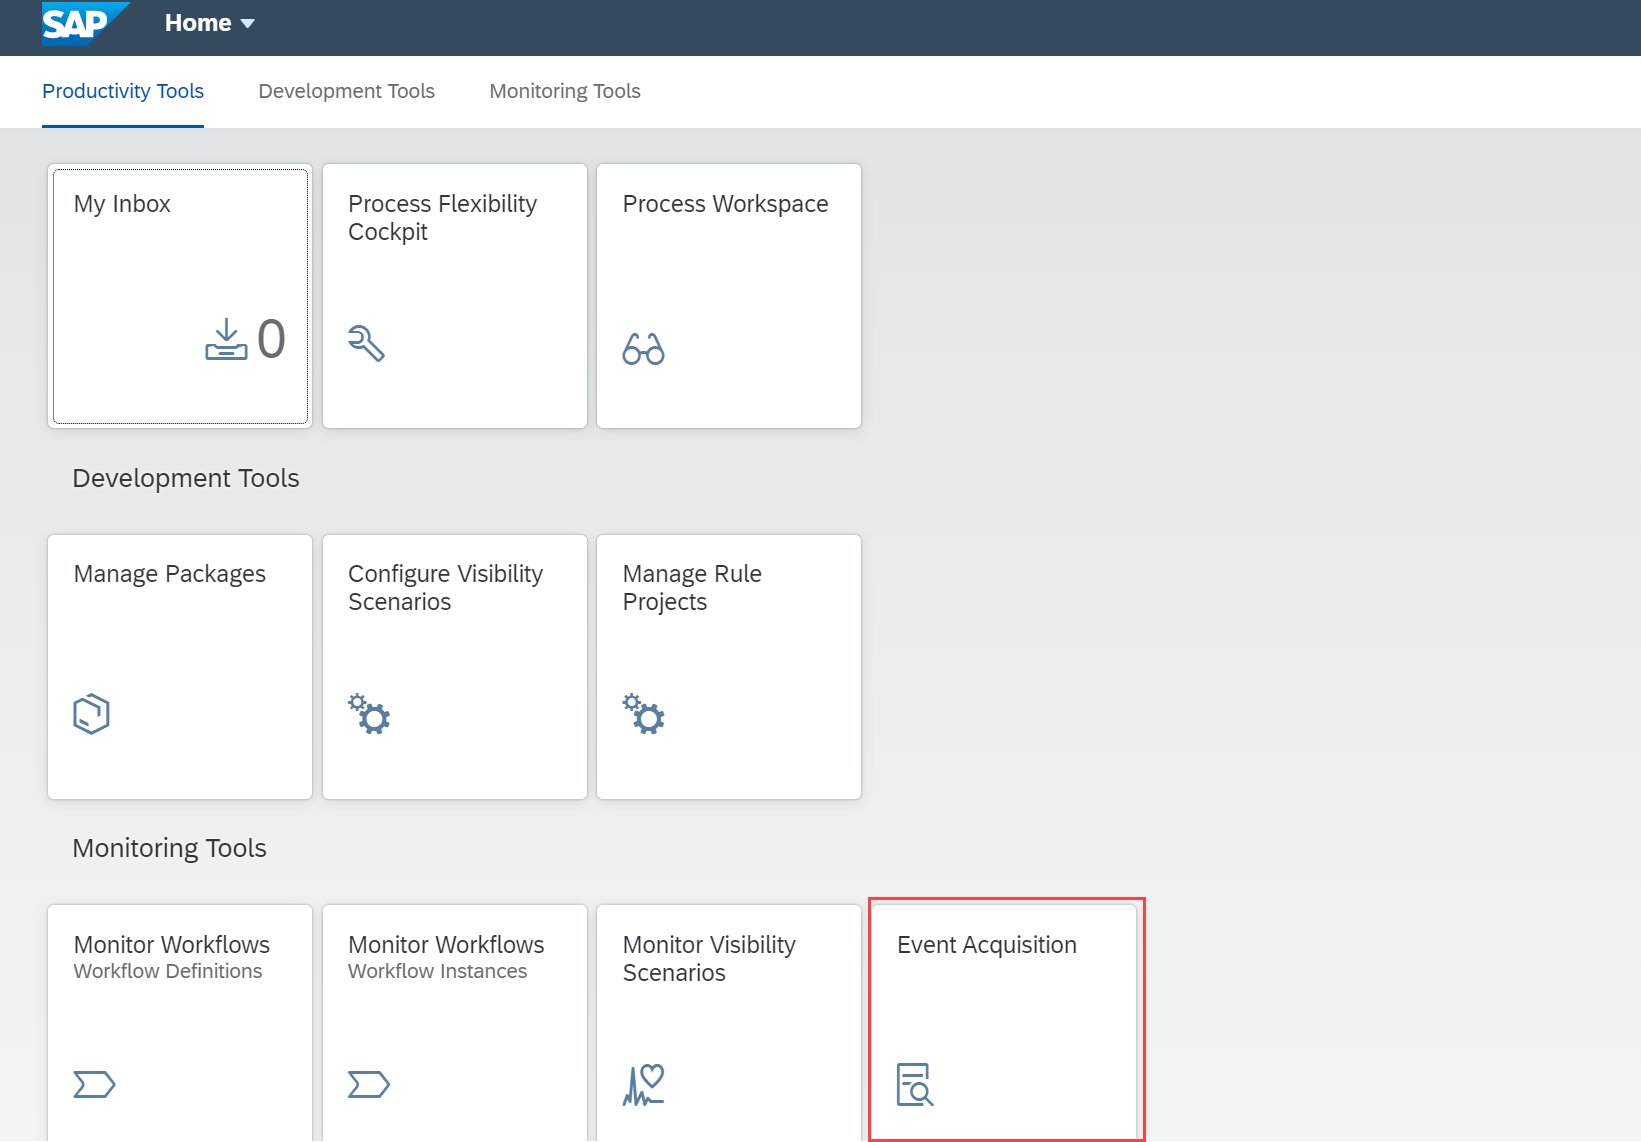 SAP Home
Productivity Tools Development Tools Monitoring Tools
My Inbox
0
Process Flexibility
Cockpit
Process Workspace
Development Tools
Manage Packages
Configure Visibility
Scenarios
Manage Rule
Projects
Monitoring Tools
Monitor Workflows
Workflow Definitions
Monitor Workflows
Workflow Instances
Monitor Visibility
Scenarios
Event Acquisition